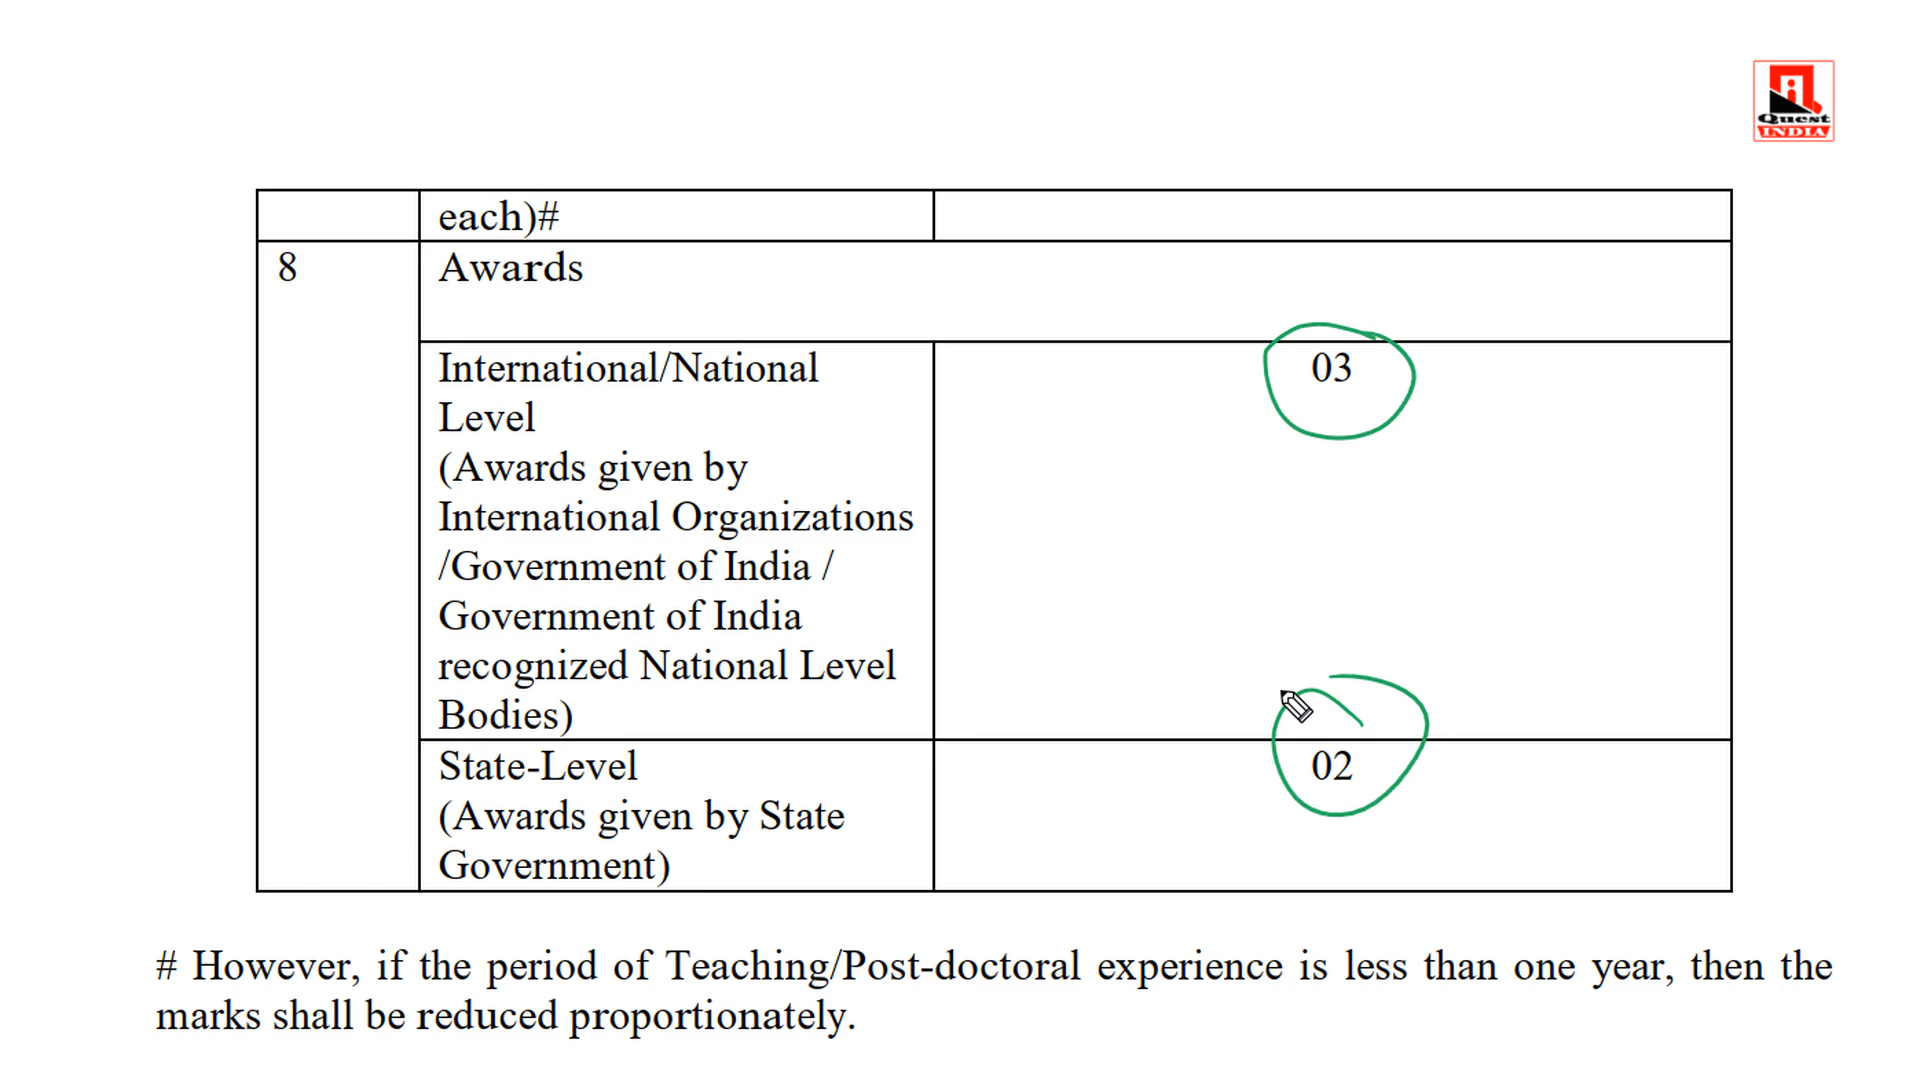 Quest
INDIA
each)#
8
Awards
International/National
Level
(Awards given by
International Organizations
/Government of India /
Government of India
recognized National Level
Bodies)
03
State-Level
(Awards given by State
Government)
02
# However, if the period of Teaching/Post-doctoral experience is less than one year, then the
marks shall be reduced proportionately.